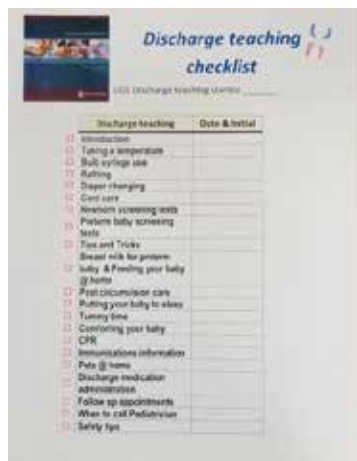 Discharge teaching
checklist
Discharge teaching started
Discharge teaching Date & Initial
Introduction
Taking a temperature
Bulb syringe use
Bathing
Diaper changing
Cord care
Newborn screening tests
Preterm baby screening
tests
Tips and Tricks
Breast milk for preterm
baby & Feeding your baby
@ home
Post circumcision care
Putting your baby to sleep
Tummy time
Comforting your baby
CPR
Immunizations information
Pets @ home
Discharge medication
administration
Follow up appointments
When to call Pediatrician
Safety tips